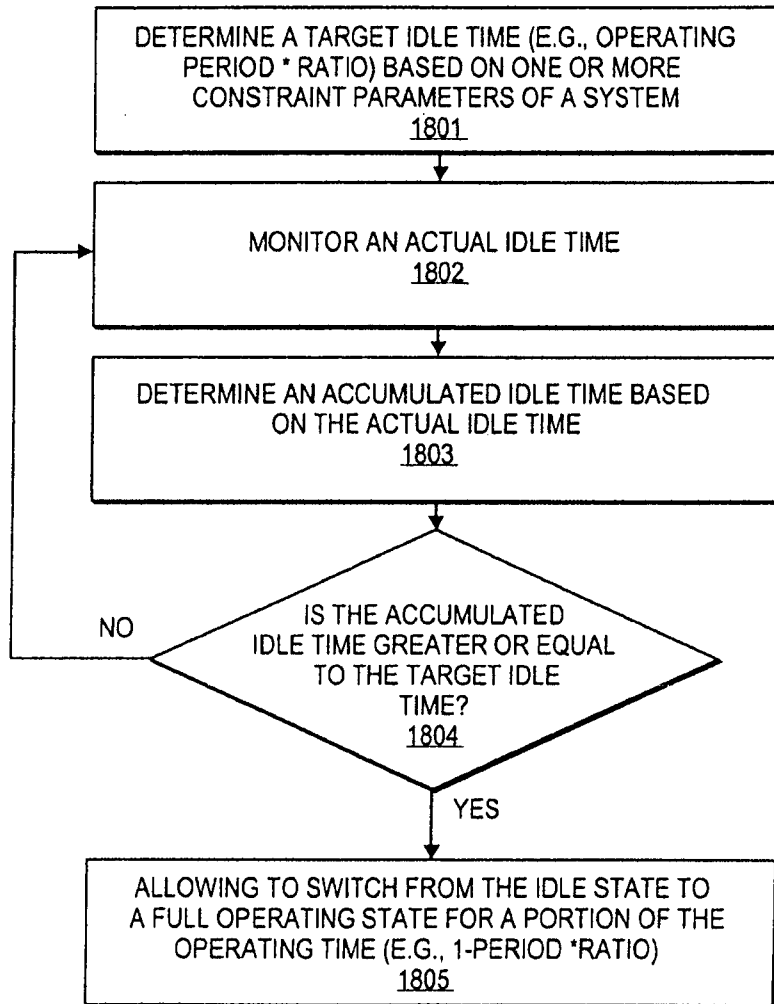 DETERMINE A TARGET IDLE TIME (E.G., OPERATING
PERIOD * RATIO) BASED ON ONE OR MORE
CONSTRAINT PARAMETERS OF A SYSTEM
1801
MONITOR AN ACTUAL IDLE TIME
1802
DETERMINE AN ACCUMULATED IDLE TIME BASED
ON THE ACTUAL IDLE TIME
1803
NO
IS THE ACCUMULATED
IDLE TIME GREATER OR EQUAL
TO THE TARGET IDLE
TIME?
1804
YES
ALLOWING TO SWITCH FROM THE IDLE STATE TO
A FULL OPERATING STATE FOR A PORTION OF THE
OPERATING TIME (E.G., 1-PERIOD *RATIO)
1805